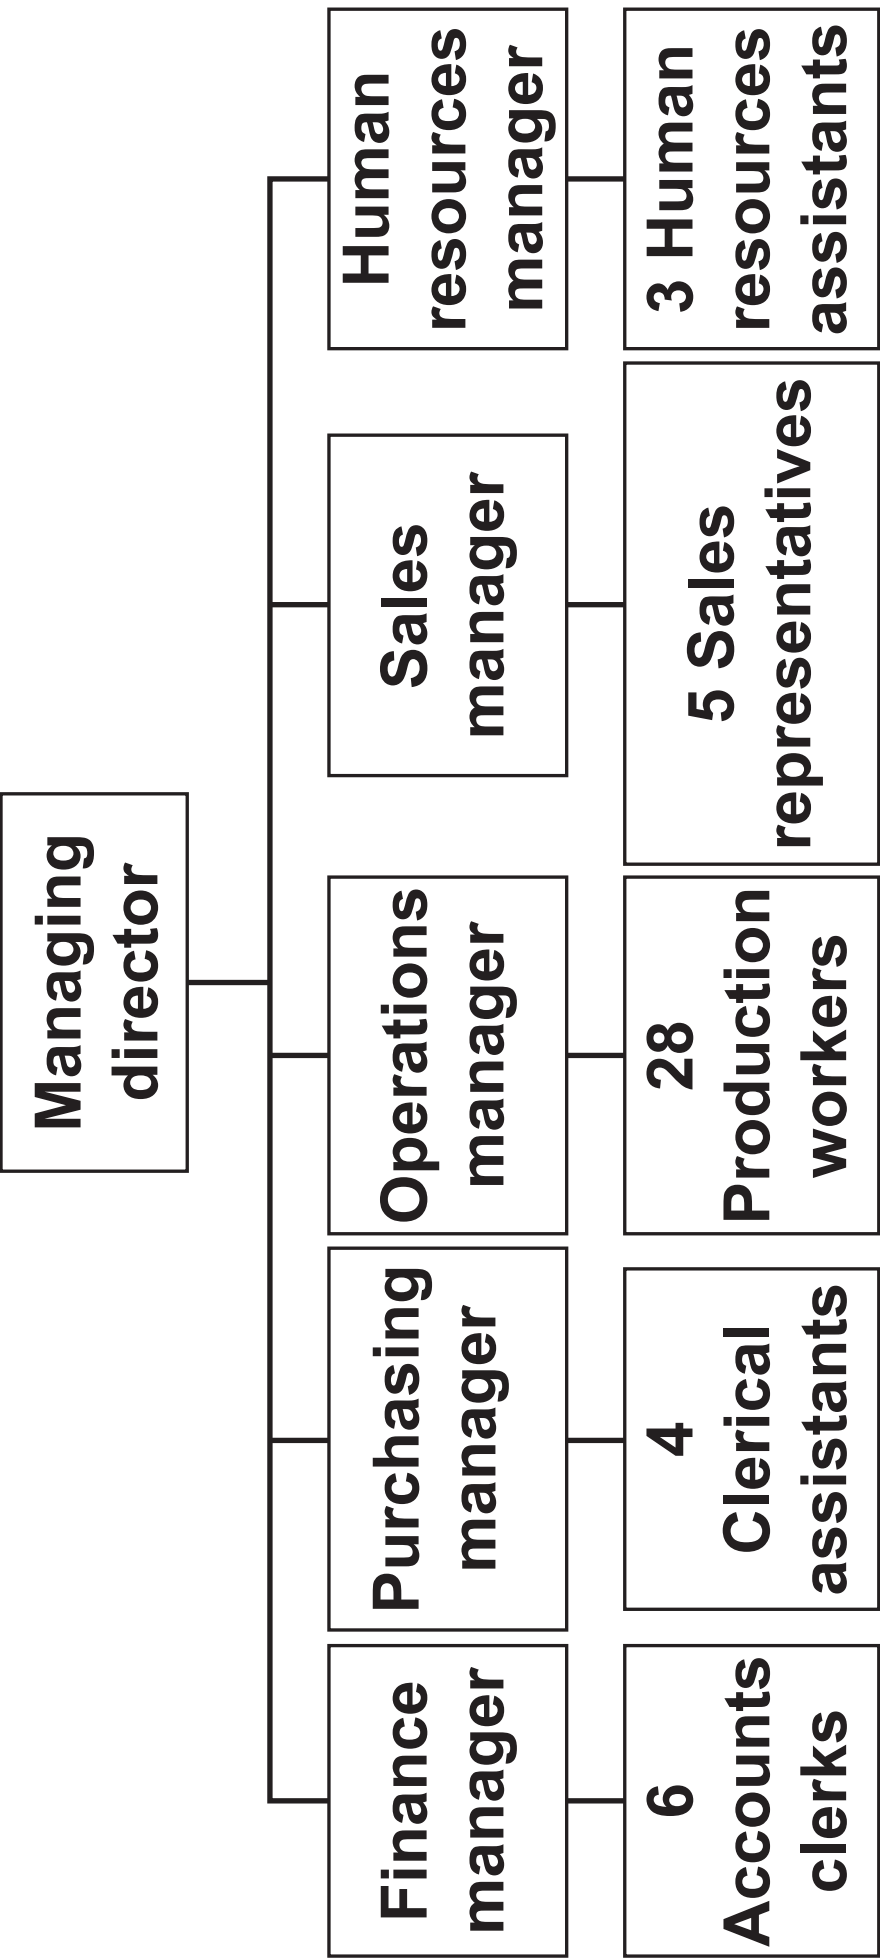 Managing
director
Finance
manager
Purchasing
manager
Operations
manager
Sales
manager
Human
resources
manager
6
Accounts
clerks
4
Clerical
assistants
28
Production
workers
5 Sales
representatives
3 Human
resources
assistants